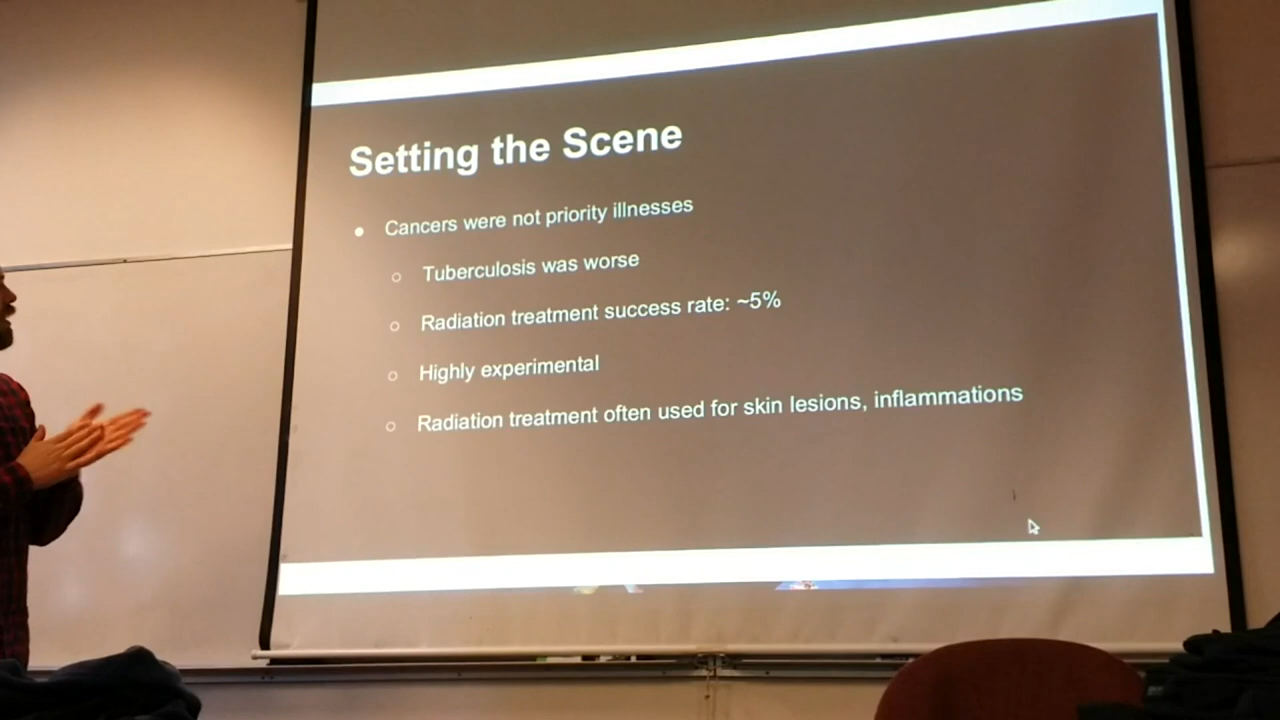 Setting the Scene
Cancers were not priority illnesses
Tuberculosis was worse
Radiation treatment success rate: ~5%
Highly experimental
Radiation treatment often used for skin lesions, inflammations